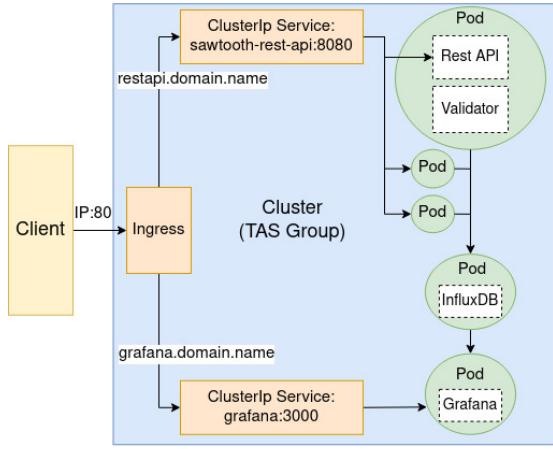 ClusterIp Service:
sawtooth-rest-api:8080
Pod
Rest API
Validator
restapi.domain.name
Pod
Pod
Client
IP:80
Ingress
Cluster
(TAS Group)
Pod
InfluxDB
grafana.domain.name
ClusterIp Service:
grafana:3000
Pod
Grafana